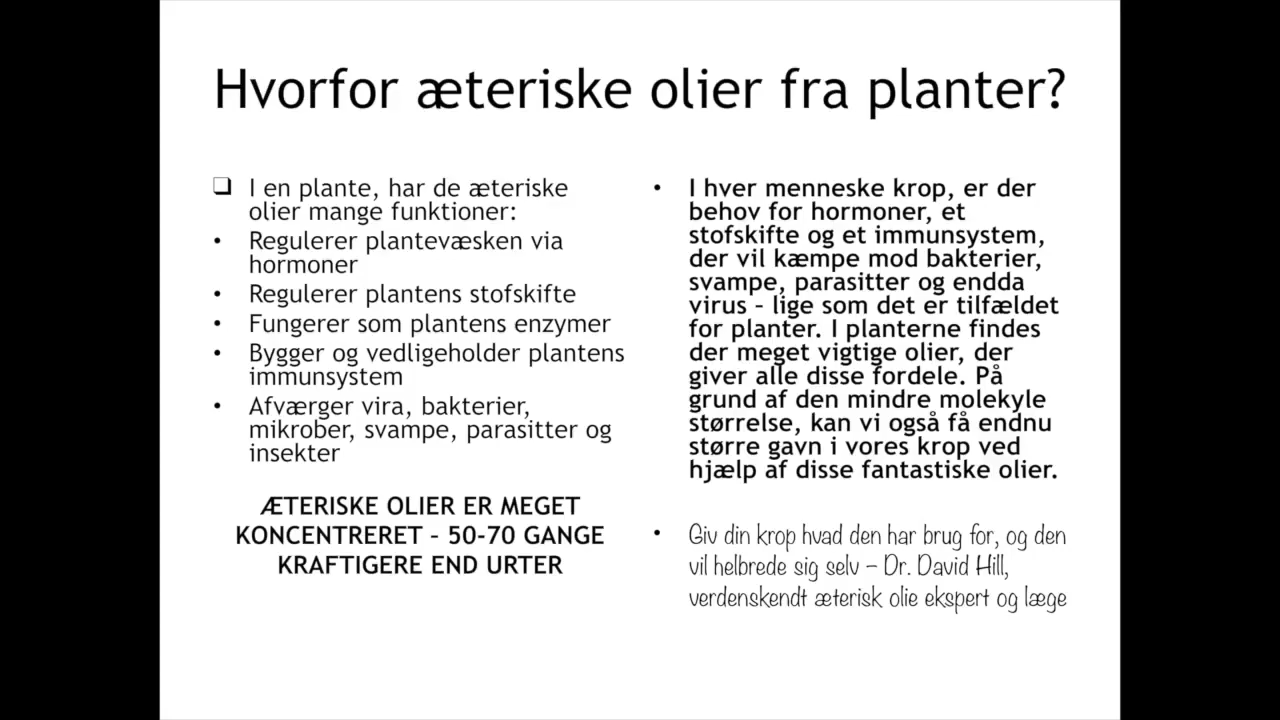 Hvorfor æteriske olier fra planter?
❑ I en plante, har de æteriske
olier mange funktioner:
• Regulerer plantevæsken via
hormoner
• Regulerer plantens stofskifte
• Fungerer som plantens enzymer
• Bygger og vedligeholder plantens
immunsystem
• Afværger vira, bakterier,
mikrober, svampe, parasitter og
insekter
ÆTERISKE OLIER ER MEGET
KONCENTRERET – 50-70 GANGE
KRAFTIGERE END URTER
• I hver menneske krop, er der
behov for hormoner, et
stofskifte og et immunsystem,
der vil kæmpe mod bakterier,
svampe, parasitter og endda
virus – lige som det er tilfældet
for planter. I planterne findes
der meget vigtige olier, der
giver alle disse fordele. På
grund af den mindre molekyle
størrelse, kan vi også få endnu
større gavn i vores krop ved
hjælp af disse fantastiske olier.
• Giv din krop hvad den har brug for, og den
vil helbrede sig selv – Dr. David Hill,
verdenskendt æterisk olie ekspert og læge